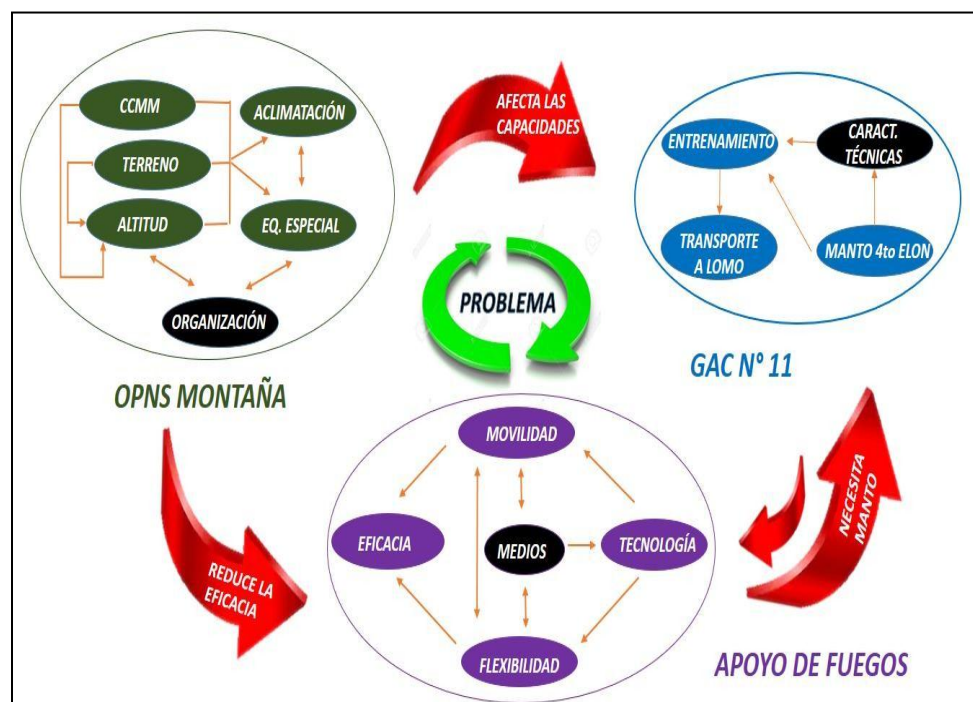 CCMM
ACLIMATACIÓN
TERRENO
ALTITUD
EQ. ESPECIAL
ORGANIZACIÓN
OPNS MONTAÑA
AFECTA LAS
CAPACIDADES
ENTRENAMIENTO
CARACT.
TÉCNICAS
TRANSPORTE
A LOMO
MANTO 4to ELON
GAC N° 11
PROBLEMA
REDUCE LA
EFICACIA
MOVILIDAD
EFICACIA
MEDIOS
TECNOLOGÍA
FLEXIBILIDAD
NECESITA
MANTO
APOYO DE FUEGOS